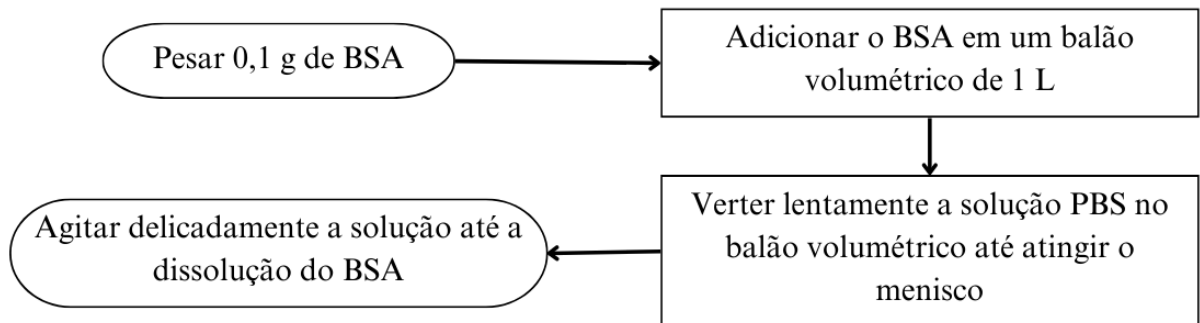 Pesar 0,1 g de BSA
Adicionar o BSA em um balão
volumétrico de 1 L
Verter lentamente a solução PBS no
balão volumétrico até atingir o
menisco
Agitar delicadamente a solução até a
dissolução do BSA